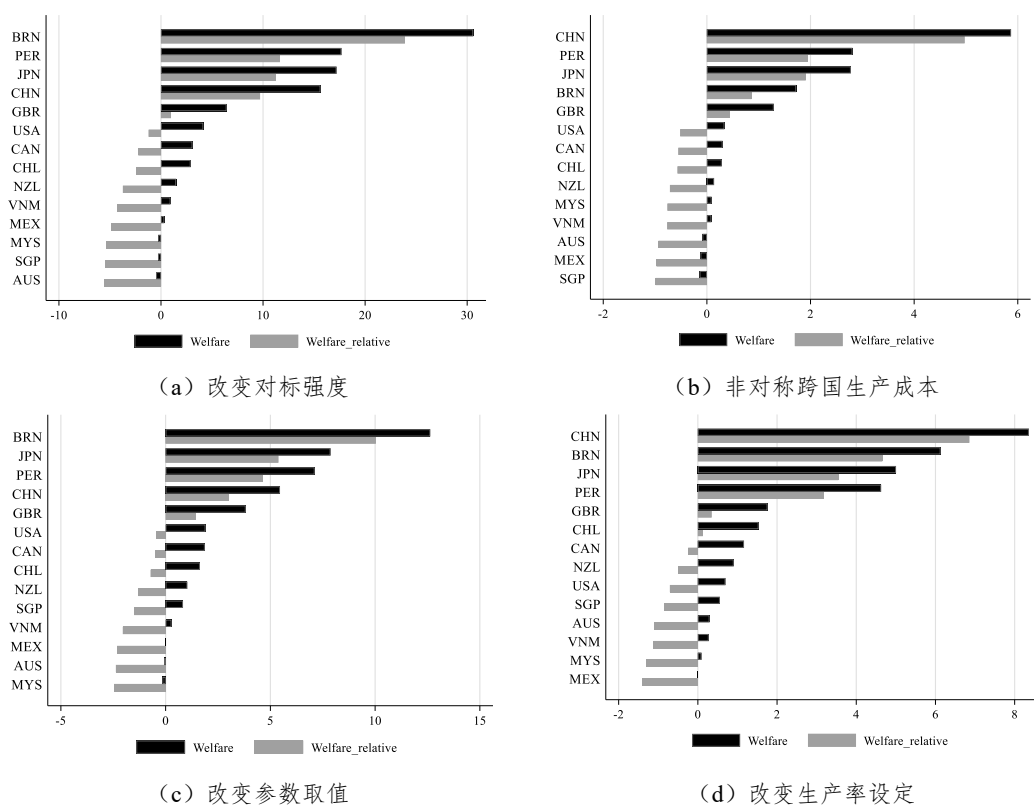 BRN
PER
JPN
CHN
GBR
USA
CAN
CHL
NZL
VNM
MEX
MYS
SGP
AUS
-10 0 10 20 30
Welfare Welfare_relative
（a）改变对标强度
CHN
PER
JPN
BRN
GBR
USA
CAN
CHL
NZL
MYS
VNM
AUS
MEX
SGP
-2 0 2 4 6
Welfare Welfare_relative
（b）非对称跨国生产成本
BRN
JPN
PER
CHN
GBR
USA
CAN
CHL
NZL
SGP
VNM
MEX
AUS
MYS
-5 0 5 10 15
Welfare Welfare_relative
（c）改变参数取值
CHN
BRN
JPN
PER
GBR
CHL
CAN
NZL
USA
SGP
AUS
VNM
MYS
MEX
-2 0 2 4 6 8
Welfare Welfare_relative
（d）改变生产率设定